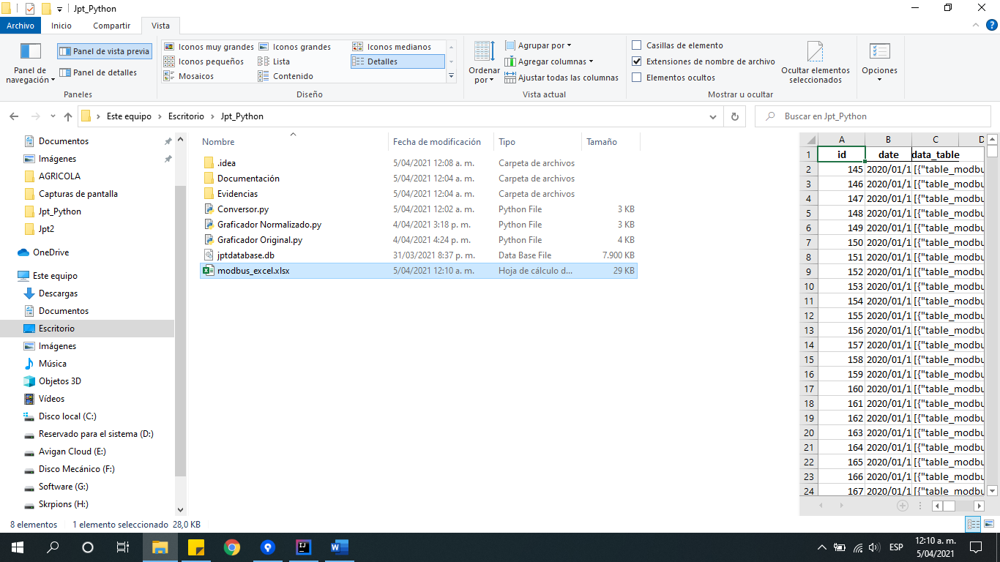 Jpt_Python
Archivo Inicio Compartir Vista
Panel de navegación
Panel de vista previa
Panel de detalles
Paneles
Iconos muy grandes Iconos grandes Iconos medianos
Iconos pequeños Lista Detalles
Mosaicos Contenido
Diseño
Ordenar por
Agrupar por
Agregar columnas
Ajustar todas las columnas
Vista actual
Casillas de elemento
Extensiones de nombre de archivo
Elementos ocultos
Ocultar elementos seleccionados
Mostrar u ocultar
Opciones
Este equipo > Escritorio > Jpt_Python
Buscar en Jpt_Python
Documentos
Imágenes
AGRICOLA
Capturas de pantalla
Jpt_Python
Jpt2
OneDrive
Este equipo
Descargas
Documentos
Escritorio
Imágenes
Música
Objetos 3D
Vídeos
Disco local (C:)
Reservado para el sistema (D:)
Avigan Cloud (E:)
Disco Mecánico (F:)
Software (G:)
Skrpions (H:)
Nombre Fecha de modificación Tipo Tamaño
.idea 5/04/2021 12:08 a. m. Carpeta de archivos
Documentación 5/04/2021 12:04 a. m. Carpeta de archivos
Evidencias 5/04/2021 12:04 a. m. Carpeta de archivos
Conversor.py 5/04/2021 12:02 a. m. Python File 3 KB
Graficador Normalizado.py 4/04/2021 3:18 p. m. Python File 3 KB
Graficador Original.py 4/04/2021 4:24 p. m. Python File 4 KB
jptdatabase.db 31/03/2021 8:37 p. m. Data Base File 7.900 KB
modbus_excel.xlsx 5/04/2021 12:10 a. m. Hoja de cálculo d... 29 KB
A B C D
1 id date data_table
2 145 2020/01/1 [{"table_modbu
3 146 2020/01/1 [{"table_modbu
4 147 2020/01/1 [{"table_modbu
5 148 2020/01/1 [{"table_modbu
6 149 2020/01/1 [{"table_modbu
7 150 2020/01/1 [{"table_modbu
8 151 2020/01/1 [{"table_modbu
9 152 2020/01/1 [{"table_modbu
10 153 2020/01/1 [{"table_modbu
11 154 2020/01/1 [{"table_modbu
12 155 2020/01/1 [{"table_modbu
13 156 2020/01/1 [{"table_modbu
14 157 2020/01/1 [{"table_modbu
15 158 2020/01/1 [{"table_modbu
16 159 2020/01/1 [{"table_modbu
17 160 2020/01/1 [{"table_modbu
18 161 2020/01/1 [{"table_modbu
19 162 2020/01/1 [{"table_modbu
20 163 2020/01/1 [{"table_modbu
21 164 2020/01/1 [{"table_modbu
22 165 2020/01/1 [{"table_modbu
23 166 2020/01/1 [{"table_modbu
24 167 2020/01/1 [{"table_modbu
8 elementos 1 elemento seleccionado 28,0 KB
ESP
12:10 a. m.
5/04/2021